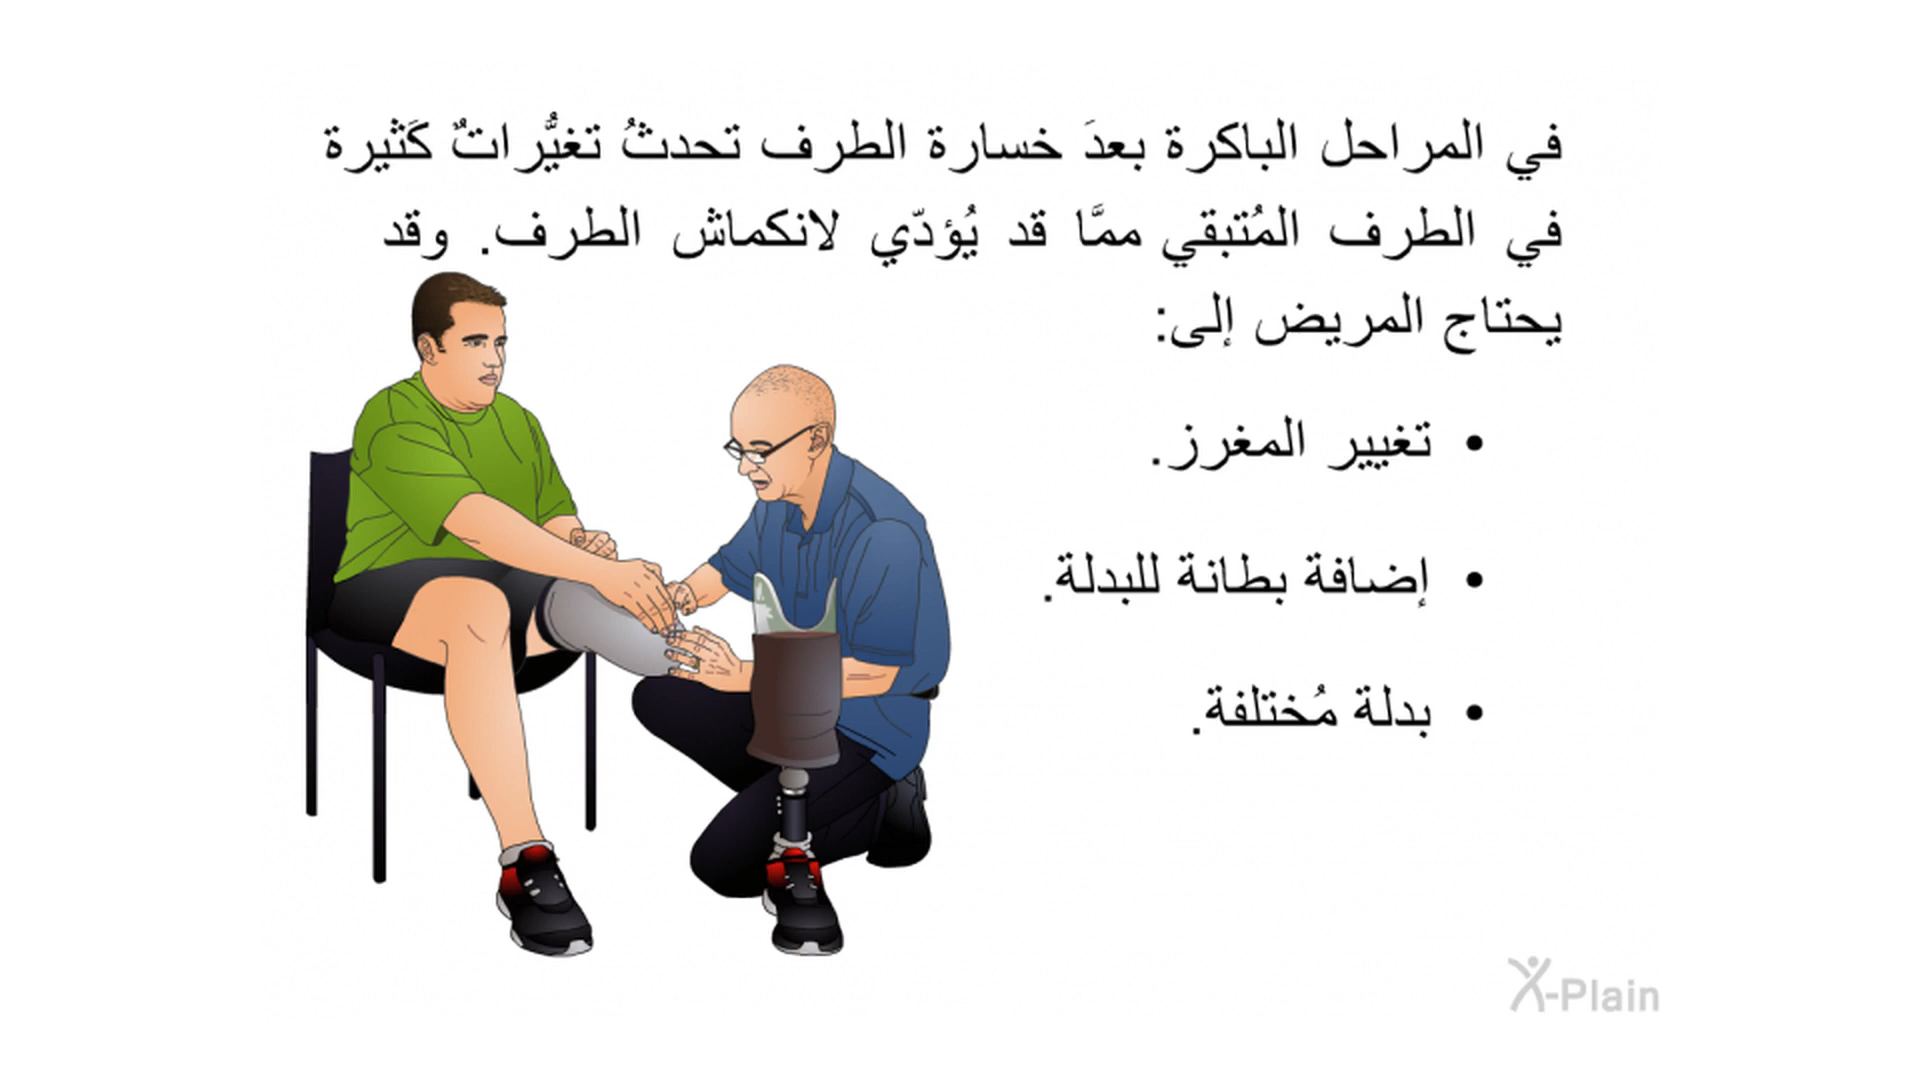 في المراحل الباكرة بعدَ خسارة الطرف تحدثُ تغيُّراتٌ كَثيرة
في الطرف المُتبقي ممَّا قد يُؤدّي لانكماش الطرف. وقد
يحتاج المريض إلى:
• تغيير المغرز.
• إضافة بطانة للبدلة.
• بدلة مُختلفة.
X-Plain